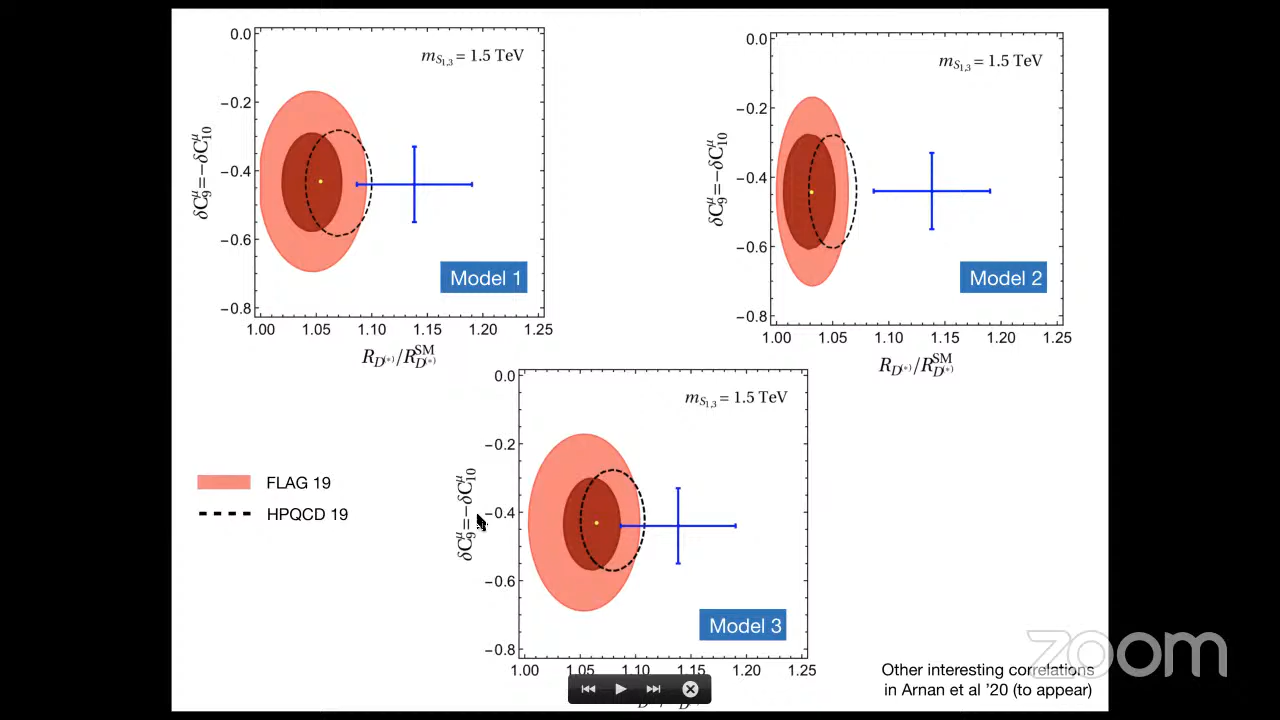 0.0
−0.2
−0.4
−0.6
−0.8
δC₉^μ=−δC₁₀^μ
m_{S_{1,3}} = 1.5 TeV
Model 1
1.00 1.05 1.10 1.15 1.20 1.25
R_{D^{(*)}}/R_{D^{(*)}}^{SM}
0.0
−0.2
−0.4
−0.6
−0.8
δC₉^μ=−δC₁₀^μ
m_{S_{1,3}} = 1.5 TeV
Model 2
1.00 1.05 1.10 1.15 1.20 1.25
R_{D^{(*)}}/R_{D^{(*)}}^{SM}
FLAG 19
HPQCD 19
0.0
−0.2
−0.4
−0.6
−0.8
δC₉^μ=−δC₁₀^μ
m_{S_{1,3}} = 1.5 TeV
Model 3
1.00 1.05 1.10 1.15 1.20 1.25
Other interesting correlations
in Arnan et al ’20 (to appear)
zoom